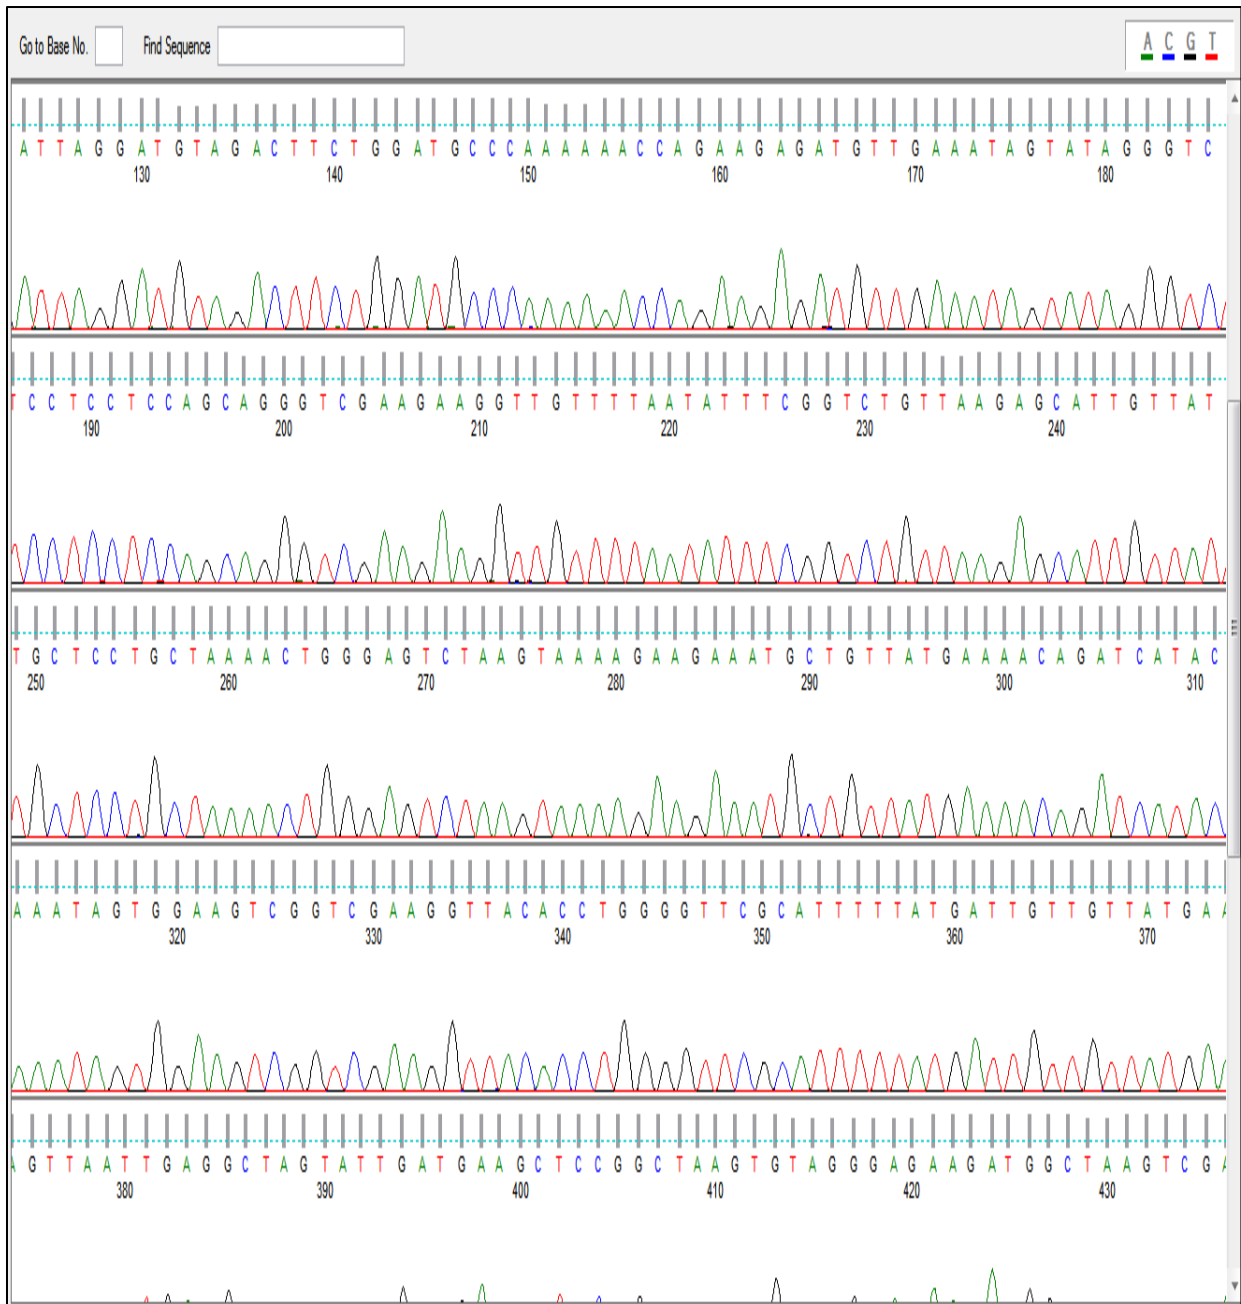 Go to Base No. Find Sequence A C G T
A T T A G G A T G T A G A C T T C T G G A T G C C C A A A A A A C C A G A A G A G A T G T T G A A A T A G T A T A G G G T C
130 140 150 160 170 180
T C C T C C T C C A G C A G G G T C G A A G A A G G T T G T T T T A A T A T T T C G G T C T G T T A A G A G C A T T G T T A T
190 200 210 220 230 240
T G C T C C T G C T A A A A C T G G G A G T C T A A G T A A A A G A A G A A A T G C T G T T A T G A A A A C A G A T C A T A C
250 260 270 280 290 300 310
A A A T A G T G G A A G T C G G T C G A A G G T T A C A C C T G G G G T T C G C A T T T T T A T G A T T G T T G T T A T G A A
320 330 340 350 360 370
A G T T A A T T G A G G C T A G T A T T G A T G A A G C T C C G G C T A A G T G T A G G G A G A A G A T G G C T A A G T C G A
380 390 400 410 420 430